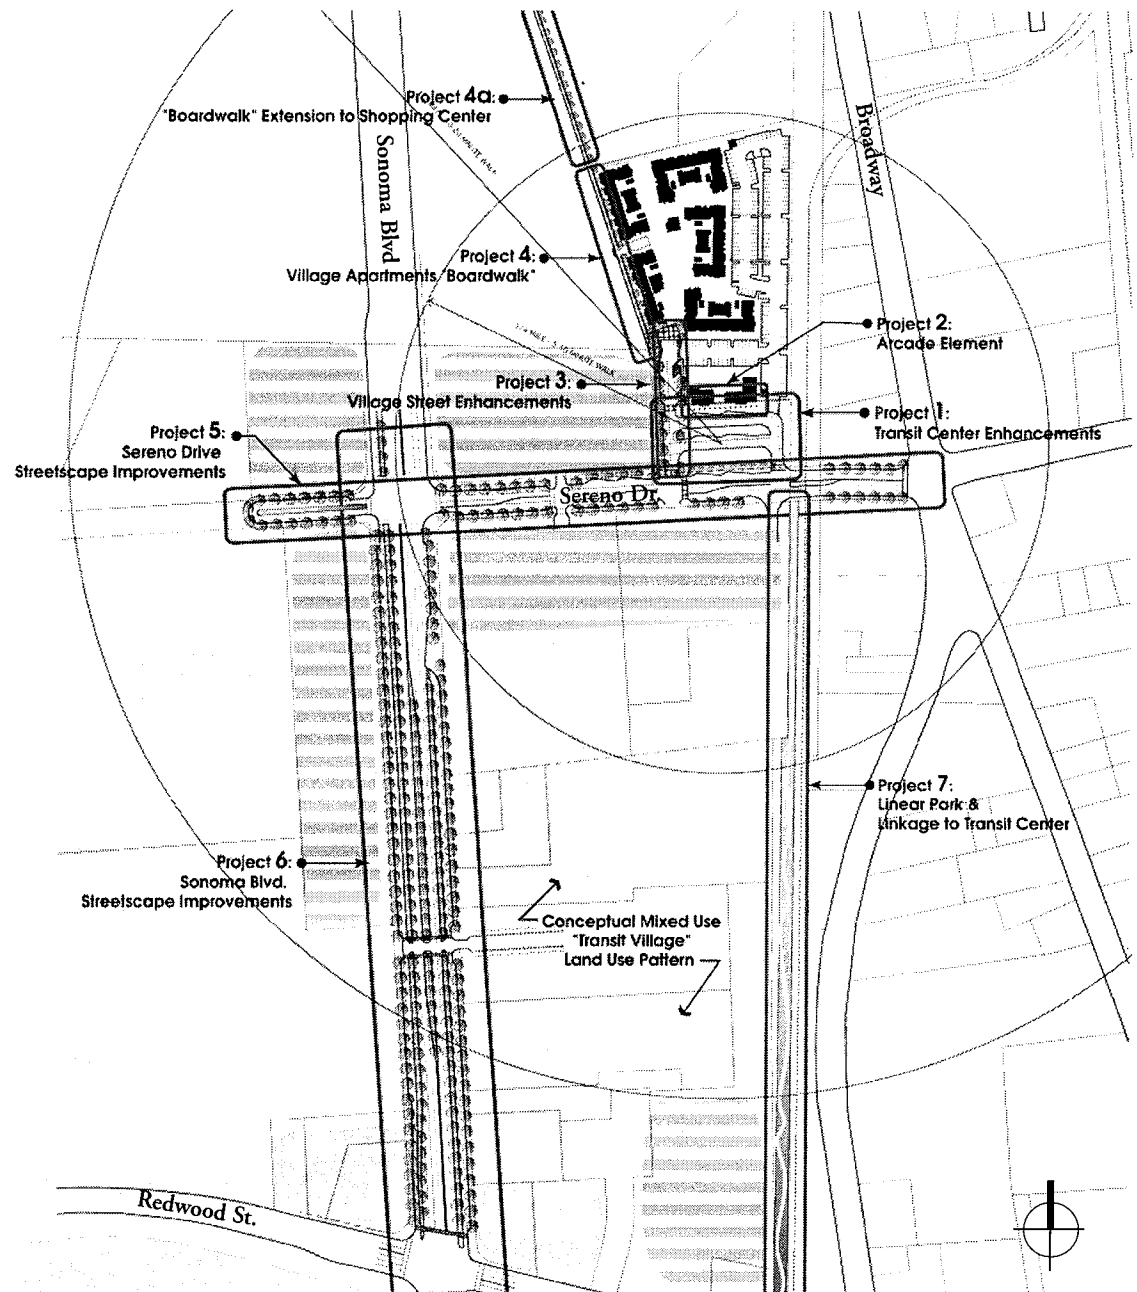 Project 4a:
"Boardwalk" Extension to Shopping Center
Broadway
Sonoma Blvd
Project 4:
Village Apartments "Boardwalk"
Project 2:
Arcade Element
Project 3:
Village Street Enhancements
Project 1:
Transit Center Enhancements
Project 5:
Sereno Drive
Streetscape Improvements
Sereno Dr.
Project 7:
Linear Park &
Linkage to Transit Center
Project 6:
Sonoma Blvd.
Streetscape Improvements
Conceptual Mixed Use
"Transit Village"
Land Use Pattern
Redwood St.